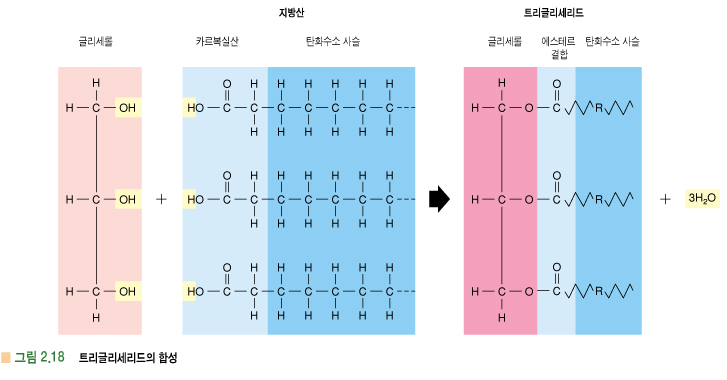 지방산
트리글리세리드
글리세롤
카르복실산
탄화수소 사슬
글리세롤
에스테르
결합
탄화수소 사슬
H O H H H H H H H O
H C OH HO C C C C C C C H C O C R
H H H H H H
O H H H H H H O
H C OH + HO C C C C C C C H C O C R + 3H₂O
H H H H H H
O H H H H H H O
H C OH HO C C C C C C C H C O C R
H H H H H H H H
그림 2.18 트리글리세리드의 합성